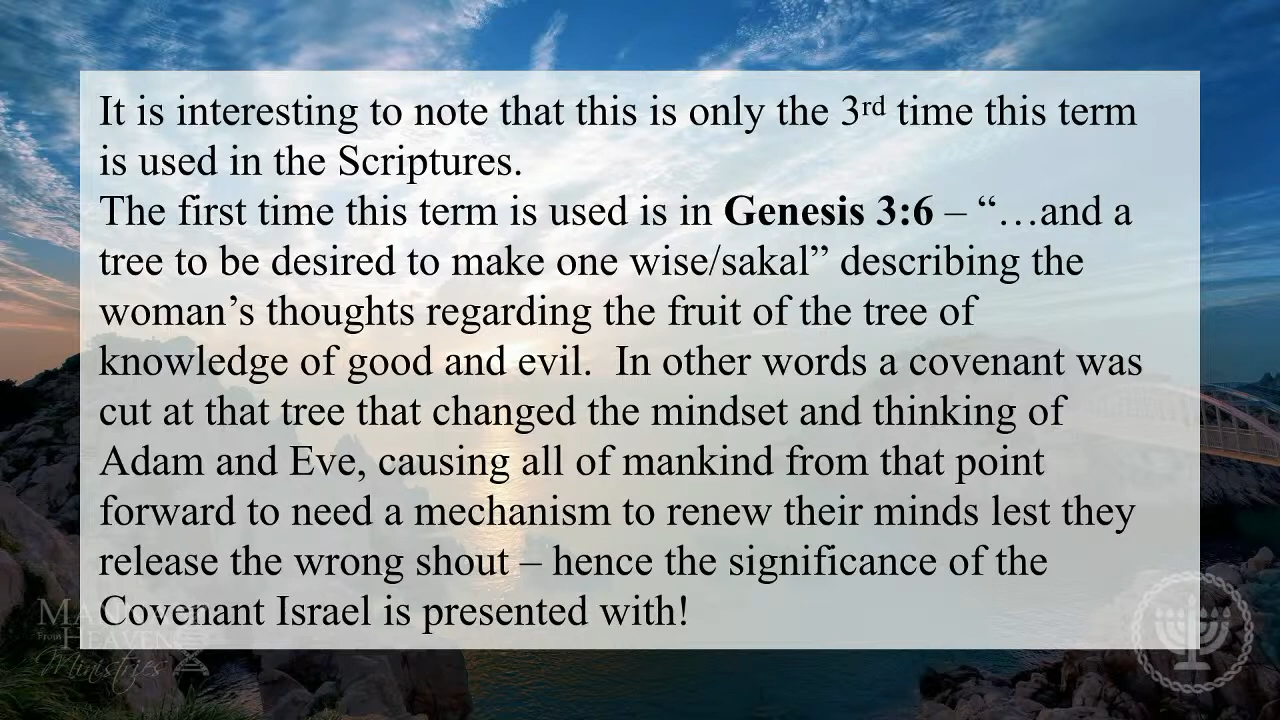 It is interesting to note that this is only the 3rd time this term
is used in the Scriptures.
The first time this term is used is in Genesis 3:6 – “…and a
tree to be desired to make one wise/sakal” describing the
woman’s thoughts regarding the fruit of the tree of
knowledge of good and evil.  In other words a covenant was
cut at that tree that changed the mindset and thinking of
Adam and Eve, causing all of mankind from that point
forward to need a mechanism to renew their minds lest they
release the wrong shout – hence the significance of the
Covenant Israel is presented with!
From Heaven
Ministries